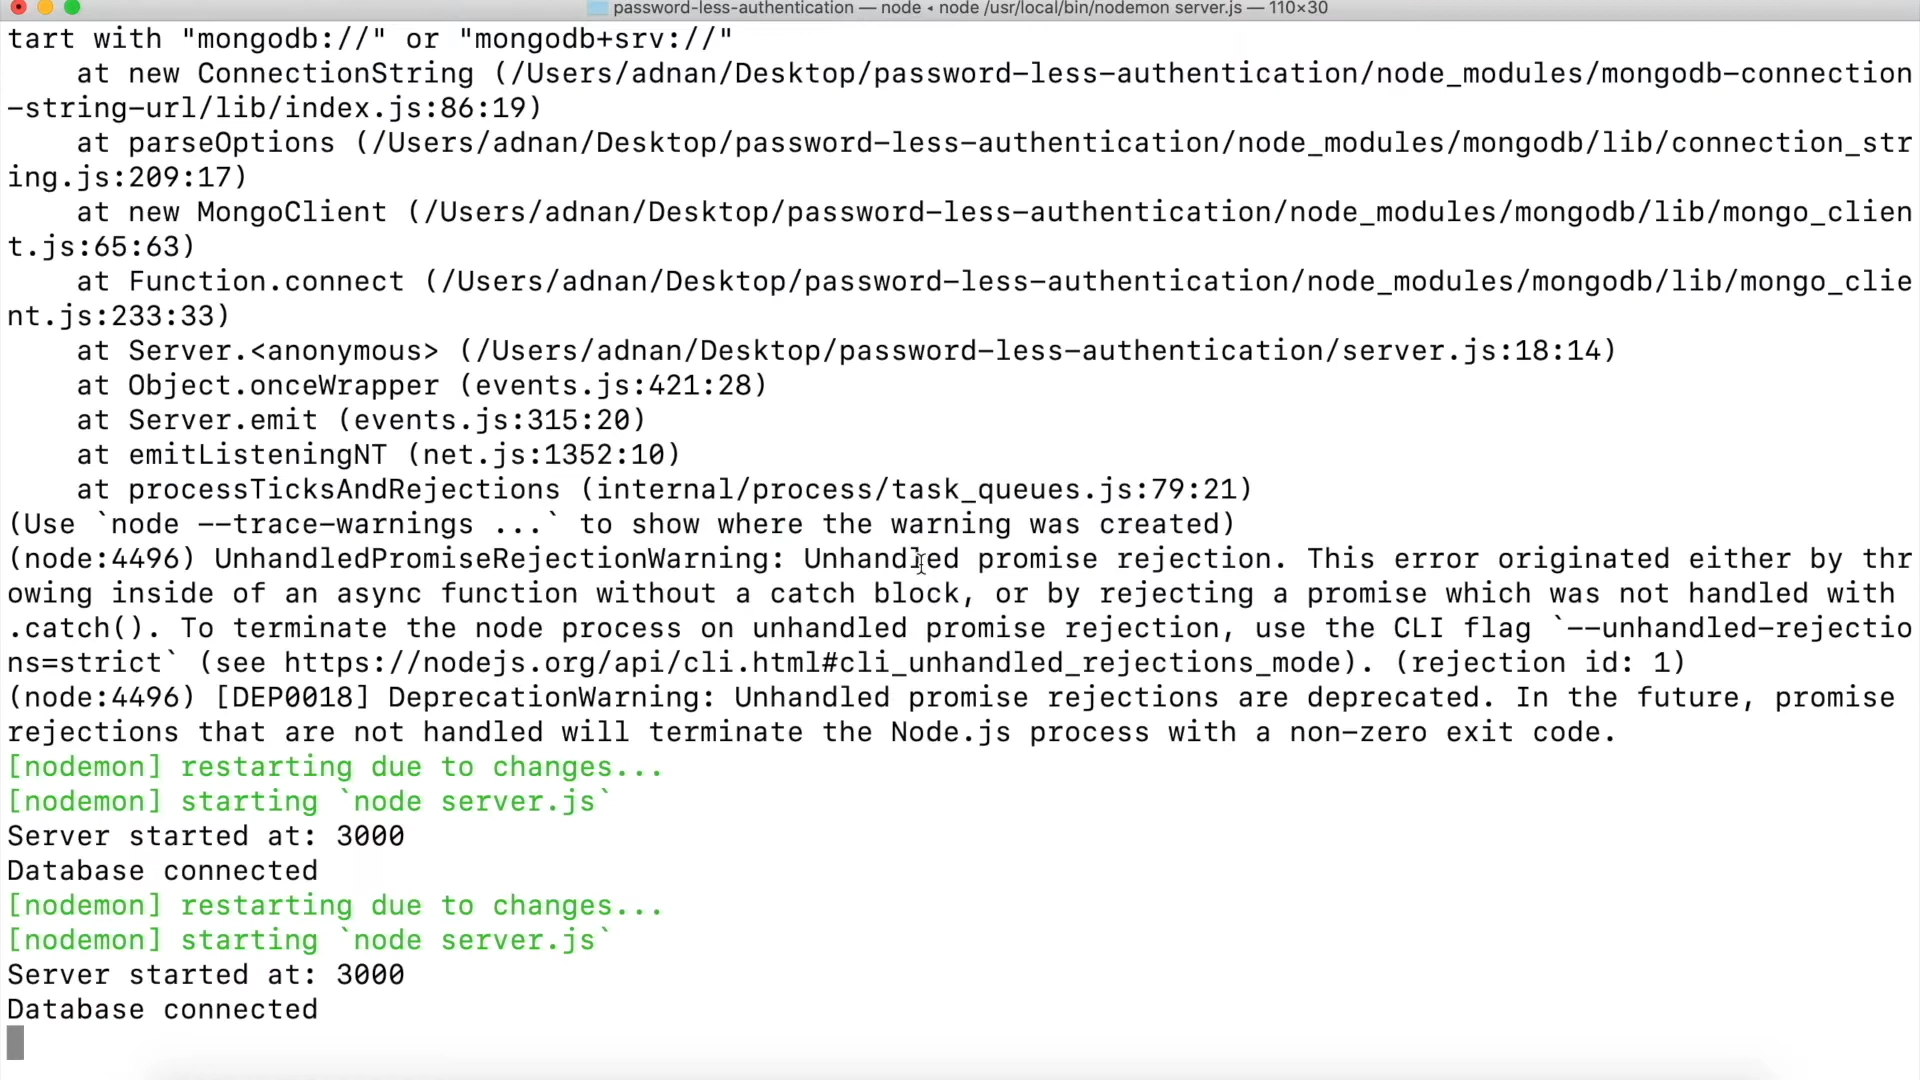 password-less-authentication — node ◂ node /usr/local/bin/nodemon server.js — 110×30
tart with "mongodb://" or "mongodb+srv://"
    at new ConnectionString (/Users/adnan/Desktop/password-less-authentication/node_modules/mongodb-connection
-string-url/lib/index.js:86:19)
    at parseOptions (/Users/adnan/Desktop/password-less-authentication/node_modules/mongodb/lib/connection_str
ing.js:209:17)
    at new MongoClient (/Users/adnan/Desktop/password-less-authentication/node_modules/mongodb/lib/mongo_clien
t.js:65:63)
    at Function.connect (/Users/adnan/Desktop/password-less-authentication/node_modules/mongodb/lib/mongo_clie
nt.js:233:33)
    at Server.<anonymous> (/Users/adnan/Desktop/password-less-authentication/server.js:18:14)
    at Object.onceWrapper (events.js:421:28)
    at Server.emit (events.js:315:20)
    at emitListeningNT (net.js:1352:10)
    at processTicksAndRejections (internal/process/task_queues.js:79:21)
(Use `node --trace-warnings ...` to show where the warning was created)
(node:4496) UnhandledPromiseRejectionWarning: Unhandled promise rejection. This error originated either by thr
owing inside of an async function without a catch block, or by rejecting a promise which was not handled with
.catch(). To terminate the node process on unhandled promise rejection, use the CLI flag `--unhandled-rejectio
ns=strict` (see https://nodejs.org/api/cli.html#cli_unhandled_rejections_mode). (rejection id: 1)
(node:4496) [DEP0018] DeprecationWarning: Unhandled promise rejections are deprecated. In the future, promise
rejections that are not handled will terminate the Node.js process with a non-zero exit code.
[nodemon] restarting due to changes...
[nodemon] starting `node server.js`
Server started at: 3000
Database connected
[nodemon] restarting due to changes...
[nodemon] starting `node server.js`
Server started at: 3000
Database connected